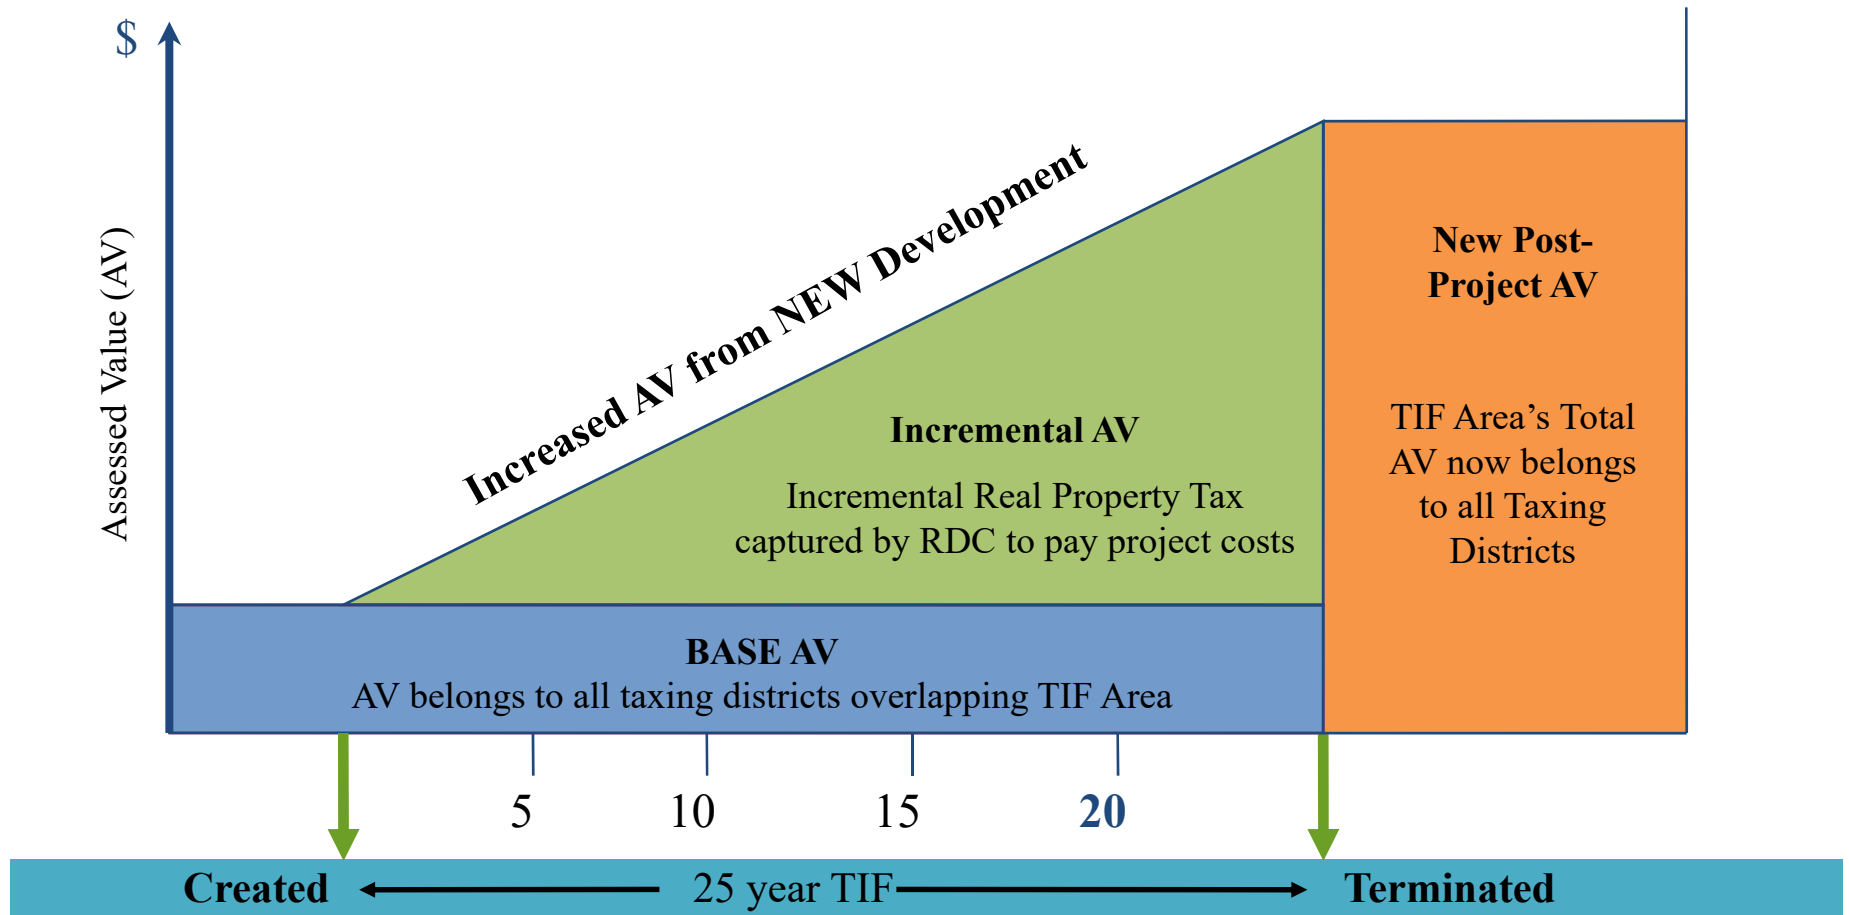 $
Assessed Value (AV)
Increased AV from NEW Development
New Post-
Project AV
TIF Area’s Total
AV now belongs
to all Taxing
Districts
Incremental AV
Incremental Real Property Tax
captured by RDC to pay project costs
BASE AV
AV belongs to all taxing districts overlapping TIF Area
5 10 15 20
Created 25 year TIF Terminated